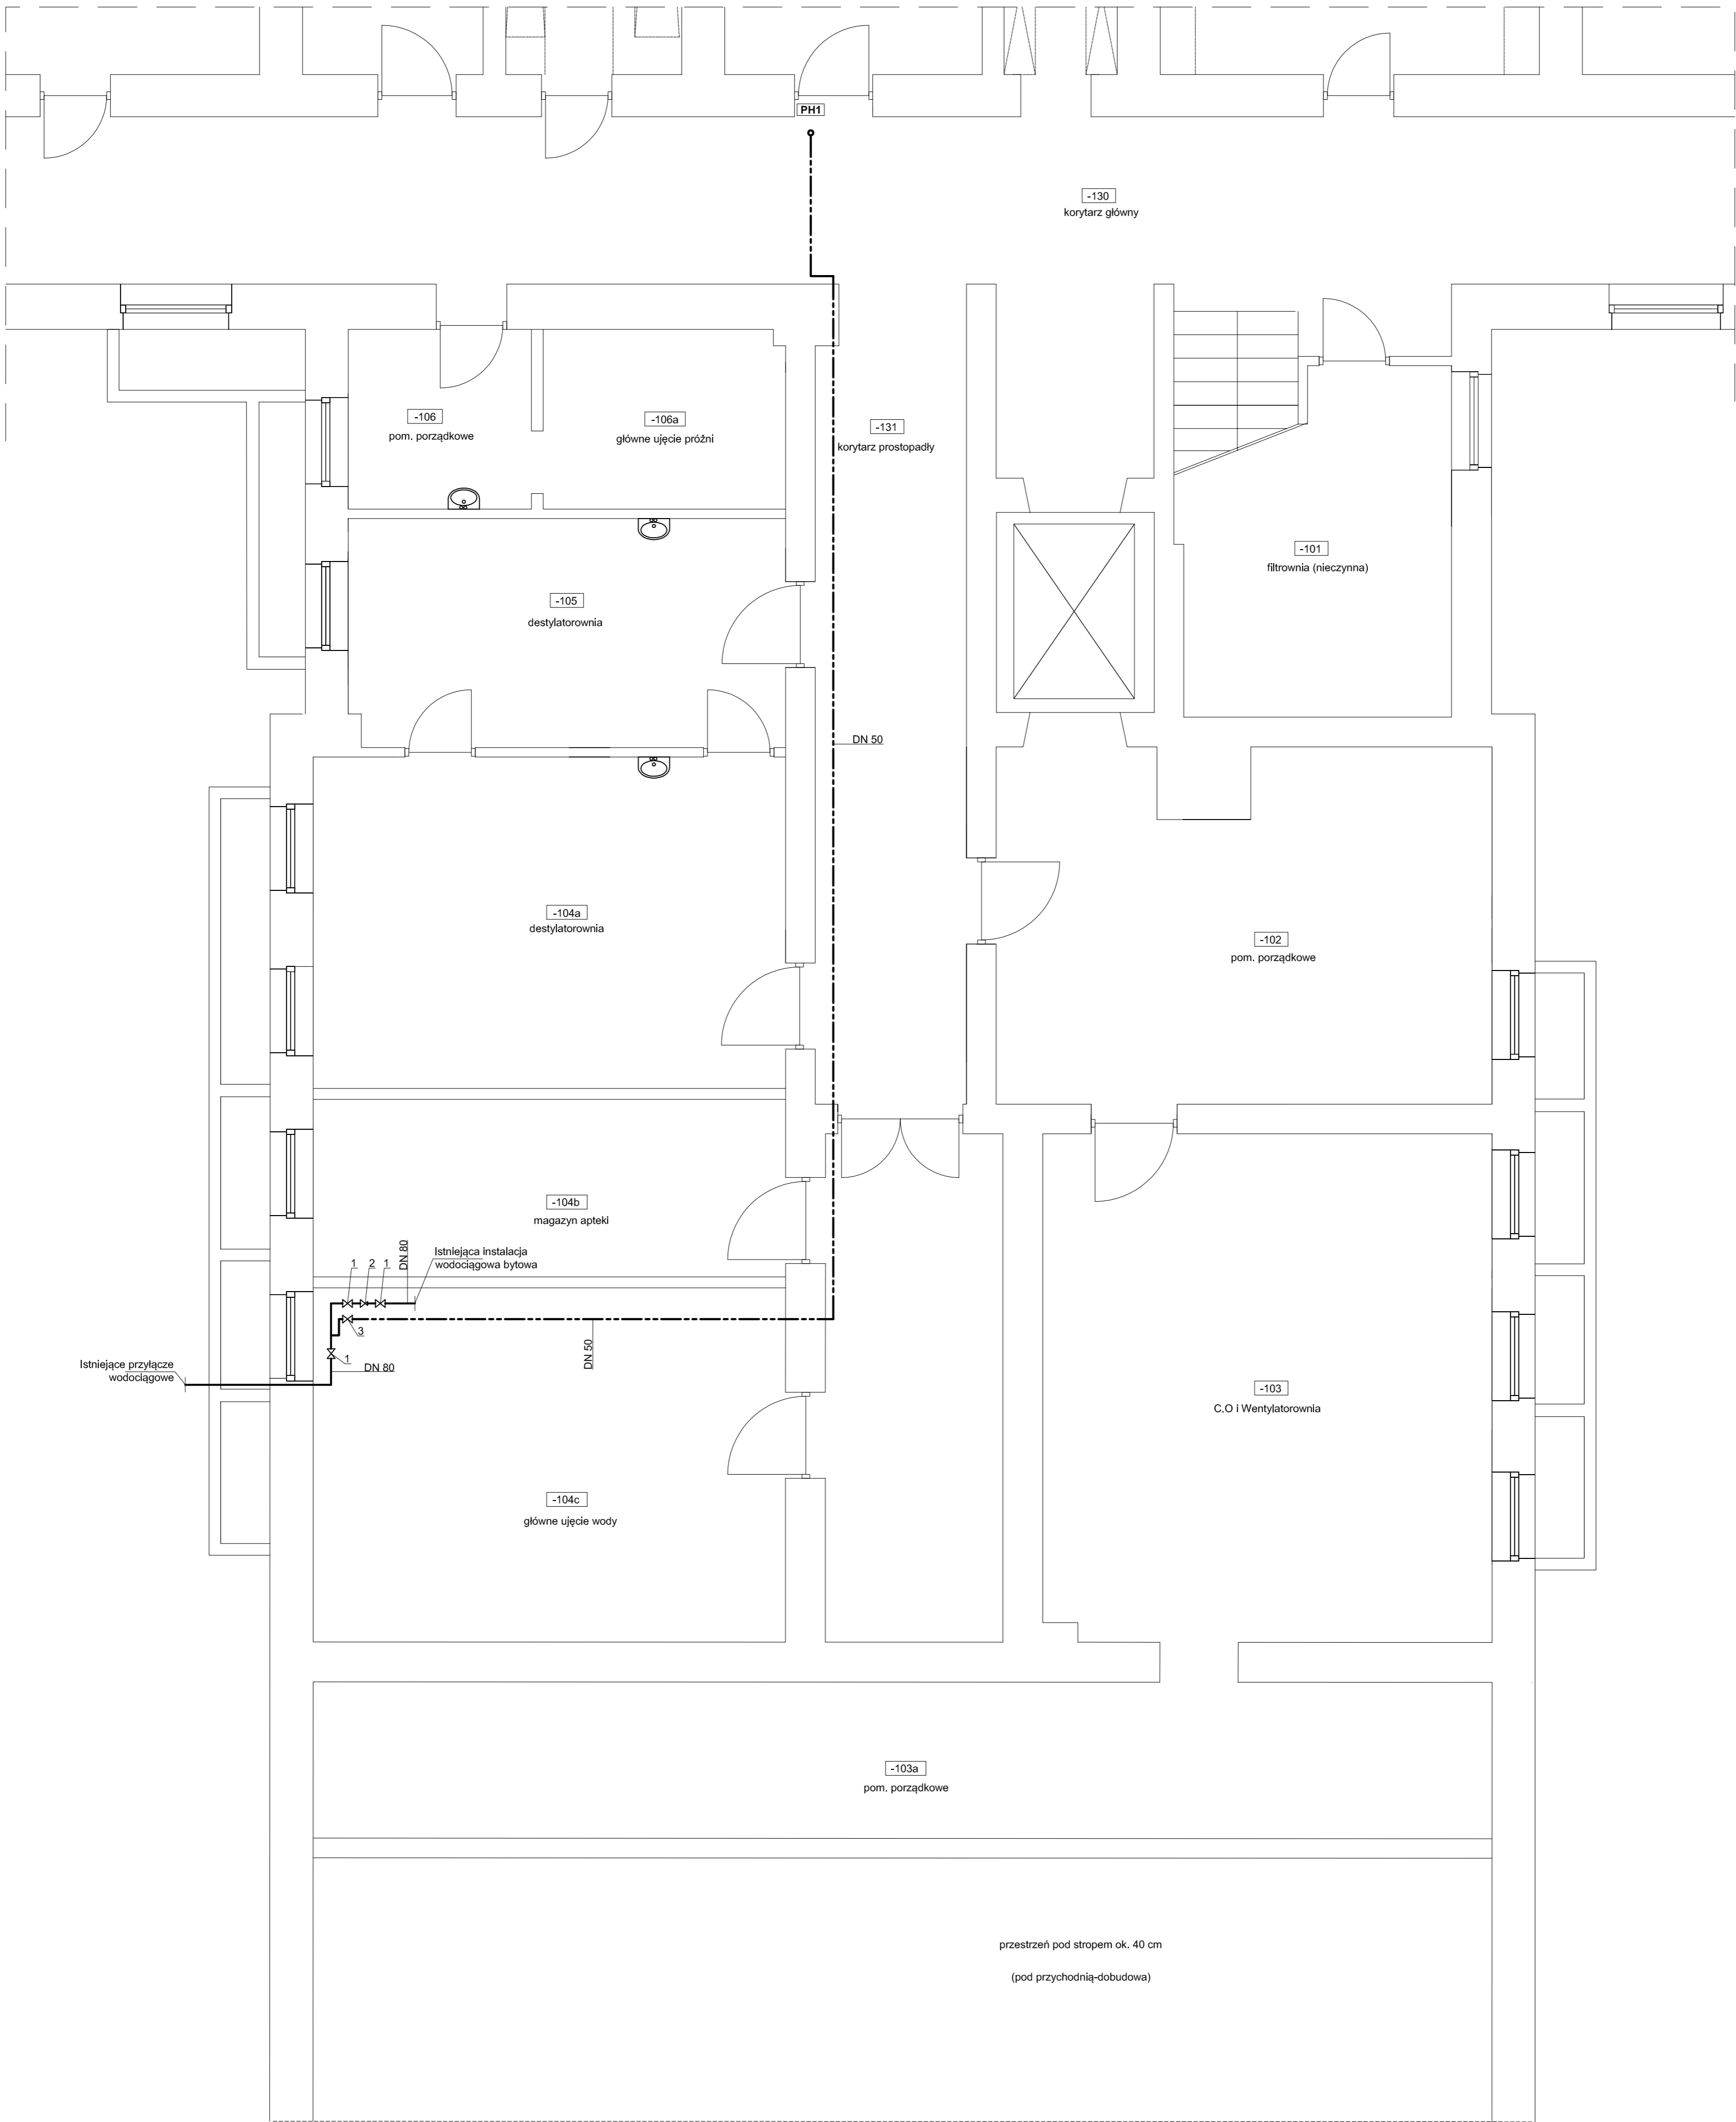 PH1
-130
korytarz główny
-106
pom. porządkowe
-106a
główne ujęcie próżni
-131
korytarz prostopadły
-101
filtrownia (nieczynna)
-105
destylatorownia
DN 50
-104a
destylatorownia
-102
pom. porządkowe
-104b
magazyn apteki
DN 80
Istniejąca instalacja
wodociągowa bytowa
1
2
1
3
1
DN 80
DN 50
Istniejące przyłącze
wodociągowe
-103
C.O i Wentylatorownia
-104c
główne ujęcie wody
-103a
pom. porządkowe
przestrzeń pod stropem ok. 40 cm
(pod przychodnią-dobudowa)